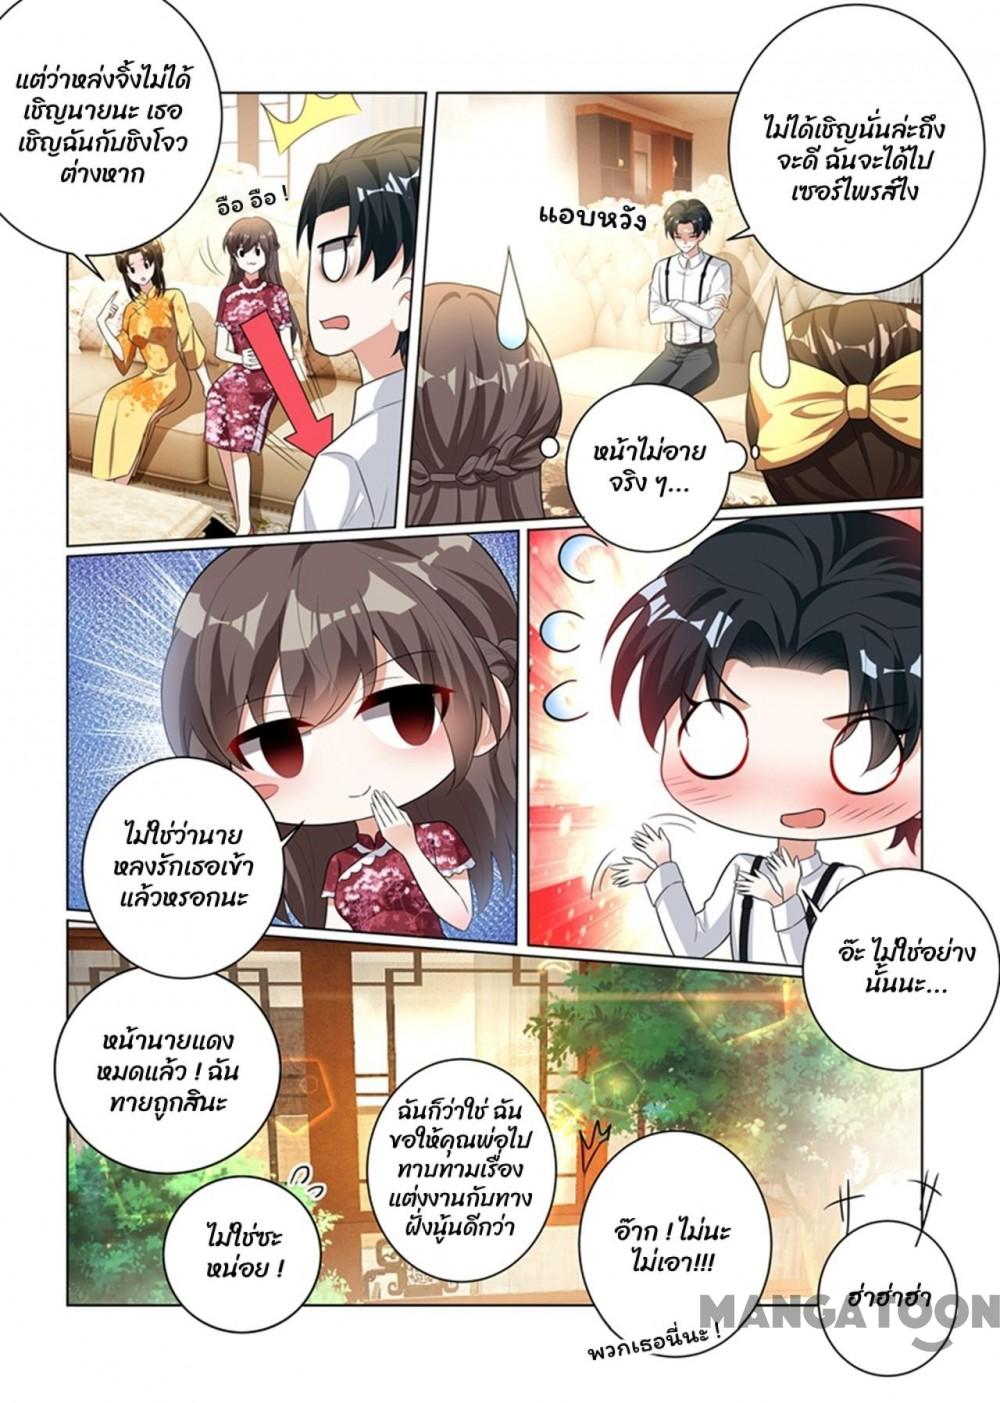 แต่ว่าหล่งจิ้งไม่ได้
เชิญนายนะ เธอ
เชิญฉันกับชิงโจว
ต่างหาก
อือ อือ !
แอบหวัง
ไม่ได้เชิญนั่นล่ะถึง
จะดี ฉันจะได้ไป
เซอร์ไพรส์ไง
หน้าไม่อาย
จริง ๆ...
ไม่ใช่ว่านาย
หลงรักเธอเข้า
แล้วหรอกนะ
อ๊ะ ไม่ใช่อย่าง
นั้นนะ...
หน้านายแดง
หมดแล้ว ! ฉัน
ทายถูกสินะ
ไม่ใช่ซะ
หน่อย !
ฉันก็ว่าใช่ ฉัน
ขอให้คุณพ่อไป
ทาบทามเรื่อง
แต่งงานกับทาง
ฝั่งนู้นดีกว่า
อ๊าก ! ไม่นะ
ไม่เอา!!!
พวกเธอนี่นะ !
ฮ่าฮ่าฮ่า
MANGATOON